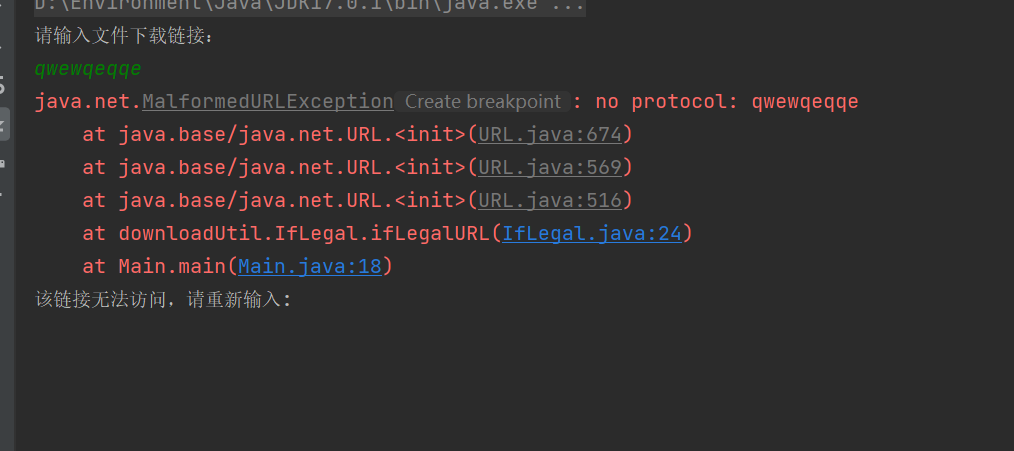 D:\Environment\Java\JDK17.0.1\bin\java.exe ...
请输入文件下载链接：
qwewqeqqe
java.net.MalformedURLException Create breakpoint : no protocol: qwewqeqqe
at java.base/java.net.URL.<init>(URL.java:674)
at java.base/java.net.URL.<init>(URL.java:569)
at java.base/java.net.URL.<init>(URL.java:516)
at downloadUtil.IfLegal.ifLegalURL(IfLegal.java:24)
at Main.main(Main.java:18)
该链接无法访问，请重新输入：